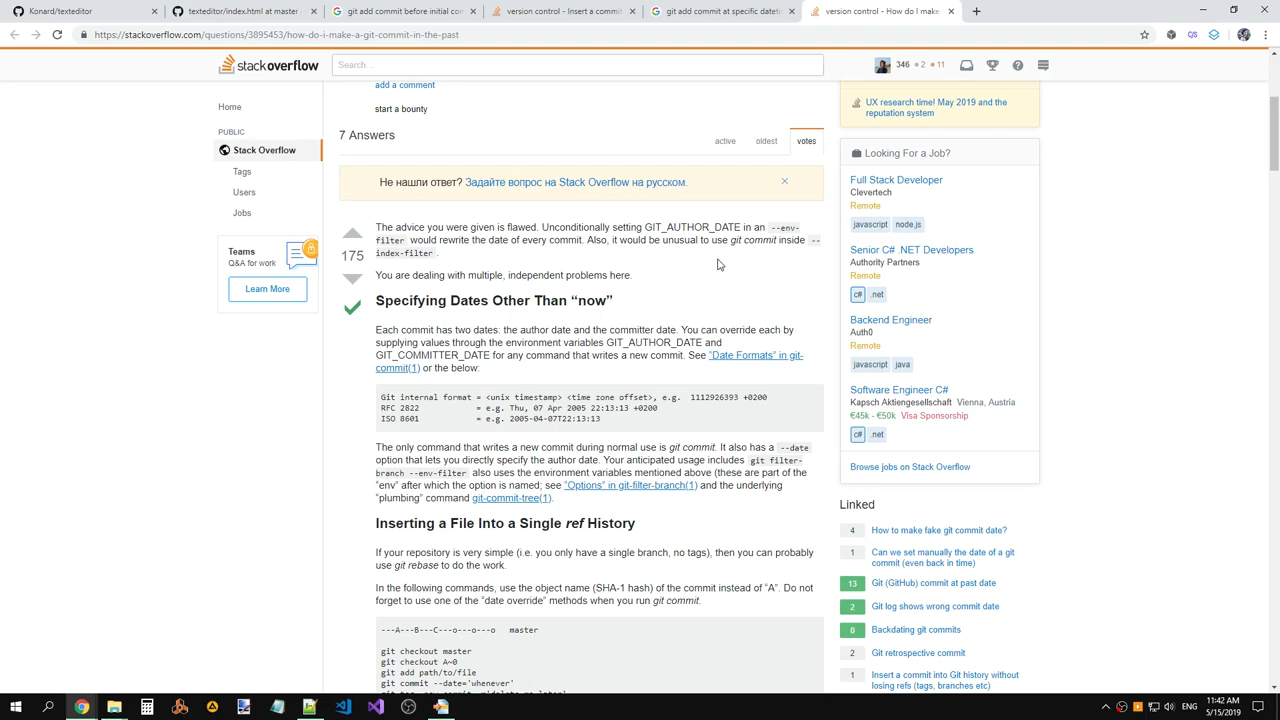 Konard/texteditor
texteditor/index.html at master
git add commit before initial co
version control - Insert a commit
git add commit at specific datetim
version - How do I make
https://stackoverflow.com/questions/3895453/how-do-i-make-a-git-commit-in-the-past
stackoverflow
Search…
346 2 11
add a comment
start a bounty
Home
PUBLIC
Stack Overflow
Tags
Users
Jobs
Teams
Q&A for work
Learn More
7 Answers
active
oldest
votes
Не нашли ответ? Задайте вопрос на Stack Overflow на русском.
175
The advice you were given is flawed. Unconditionally setting GIT_AUTHOR_DATE in an --env-
filter would rewrite the date of every commit. Also, it would be unusual to use git commit inside --
index-filter.
You are dealing with multiple, independent problems here.
Specifying Dates Other Than “now”
Each commit has two dates: the author date and the committer date. You can override each by
supplying values through the environment variables GIT_AUTHOR_DATE and
GIT_COMMITTER_DATE for any command that writes a new commit. See “Date Formats” in git-
commit(1) or the below:
Git internal format = <unix timestamp> <time zone offset>, e.g. 1112926393 +0200
RFC 2822 = e.g. Thu, 07 Apr 2005 22:13:13 +0200
ISO 8601 = e.g. 2005-04-07T22:13:13
The only command that writes a new commit during normal use is git commit. It also has a --date
option that lets you directly specify the author date. Your anticipated usage includes git filter-
branch --env-filter also uses the environment variables mentioned above (these are part of the
“env” after which the option is named; see “Options” in git-filter-branch(1) and the underlying
“plumbing” command git-commit-tree(1).
Inserting a File Into a Single ref History
If your repository is very simple (i.e. you only have a single branch, no tags), then you can probably
use git rebase to do the work.
In the following commands, use the object name (SHA-1 hash) of the commit instead of “A”. Do not
forget to use one of the “date override” methods when you run git commit.
---A---B---C---o---o---o master
git checkout master
git checkout A~0
git add path/to/file
git commit --date='whenever'
UX research time! May 2019 and the
reputation system
Looking For a Job?
Full Stack Developer
Clevertech
Remote
javascript node.js
Senior C# .NET Developers
Authority Partners
Remote
c# .net
Backend Engineer
Auth0
Remote
javascript java
Software Engineer C#
Kapsch Aktiengesellschaft Vienna, Austria
€45k - €50k Visa Sponsorship
c# .net
Browse jobs on Stack Overflow
Linked
4 How to make fake git commit date?
1 Can we set manually the date of a git
commit (even back in time)
13 Git (GitHub) commit at past date
2 Git log shows wrong commit date
0 Backdating git commits
2 Git retrospective commit
1 Insert a commit into Git history without
losing refs (tags, branches etc)
ENG
11:42 AM
5/15/2019